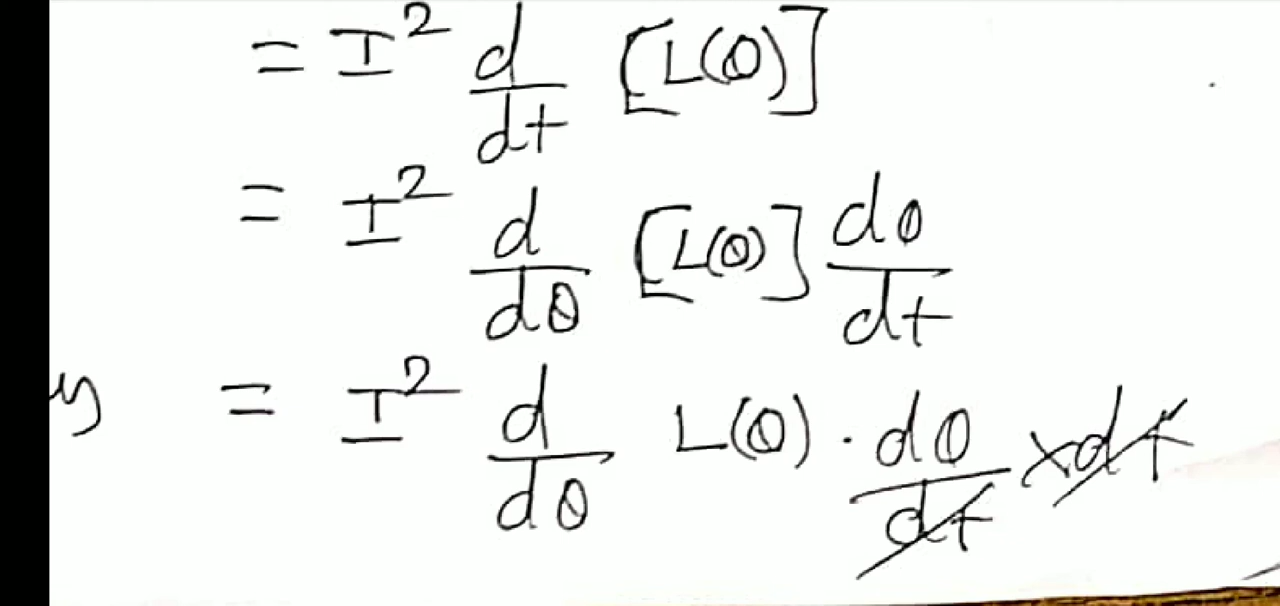 = I² d/dt [L(θ)]
= I² d/dθ [L(θ)] dθ/dt
y = I² d/dθ L(θ) · dθ/dt × dt